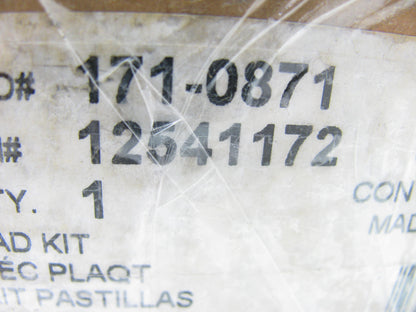 D# 171-0871
# 12541172
TY. 1
AD KIT
ÉC PLAQT
IT PASTILLAS
CON
MAD